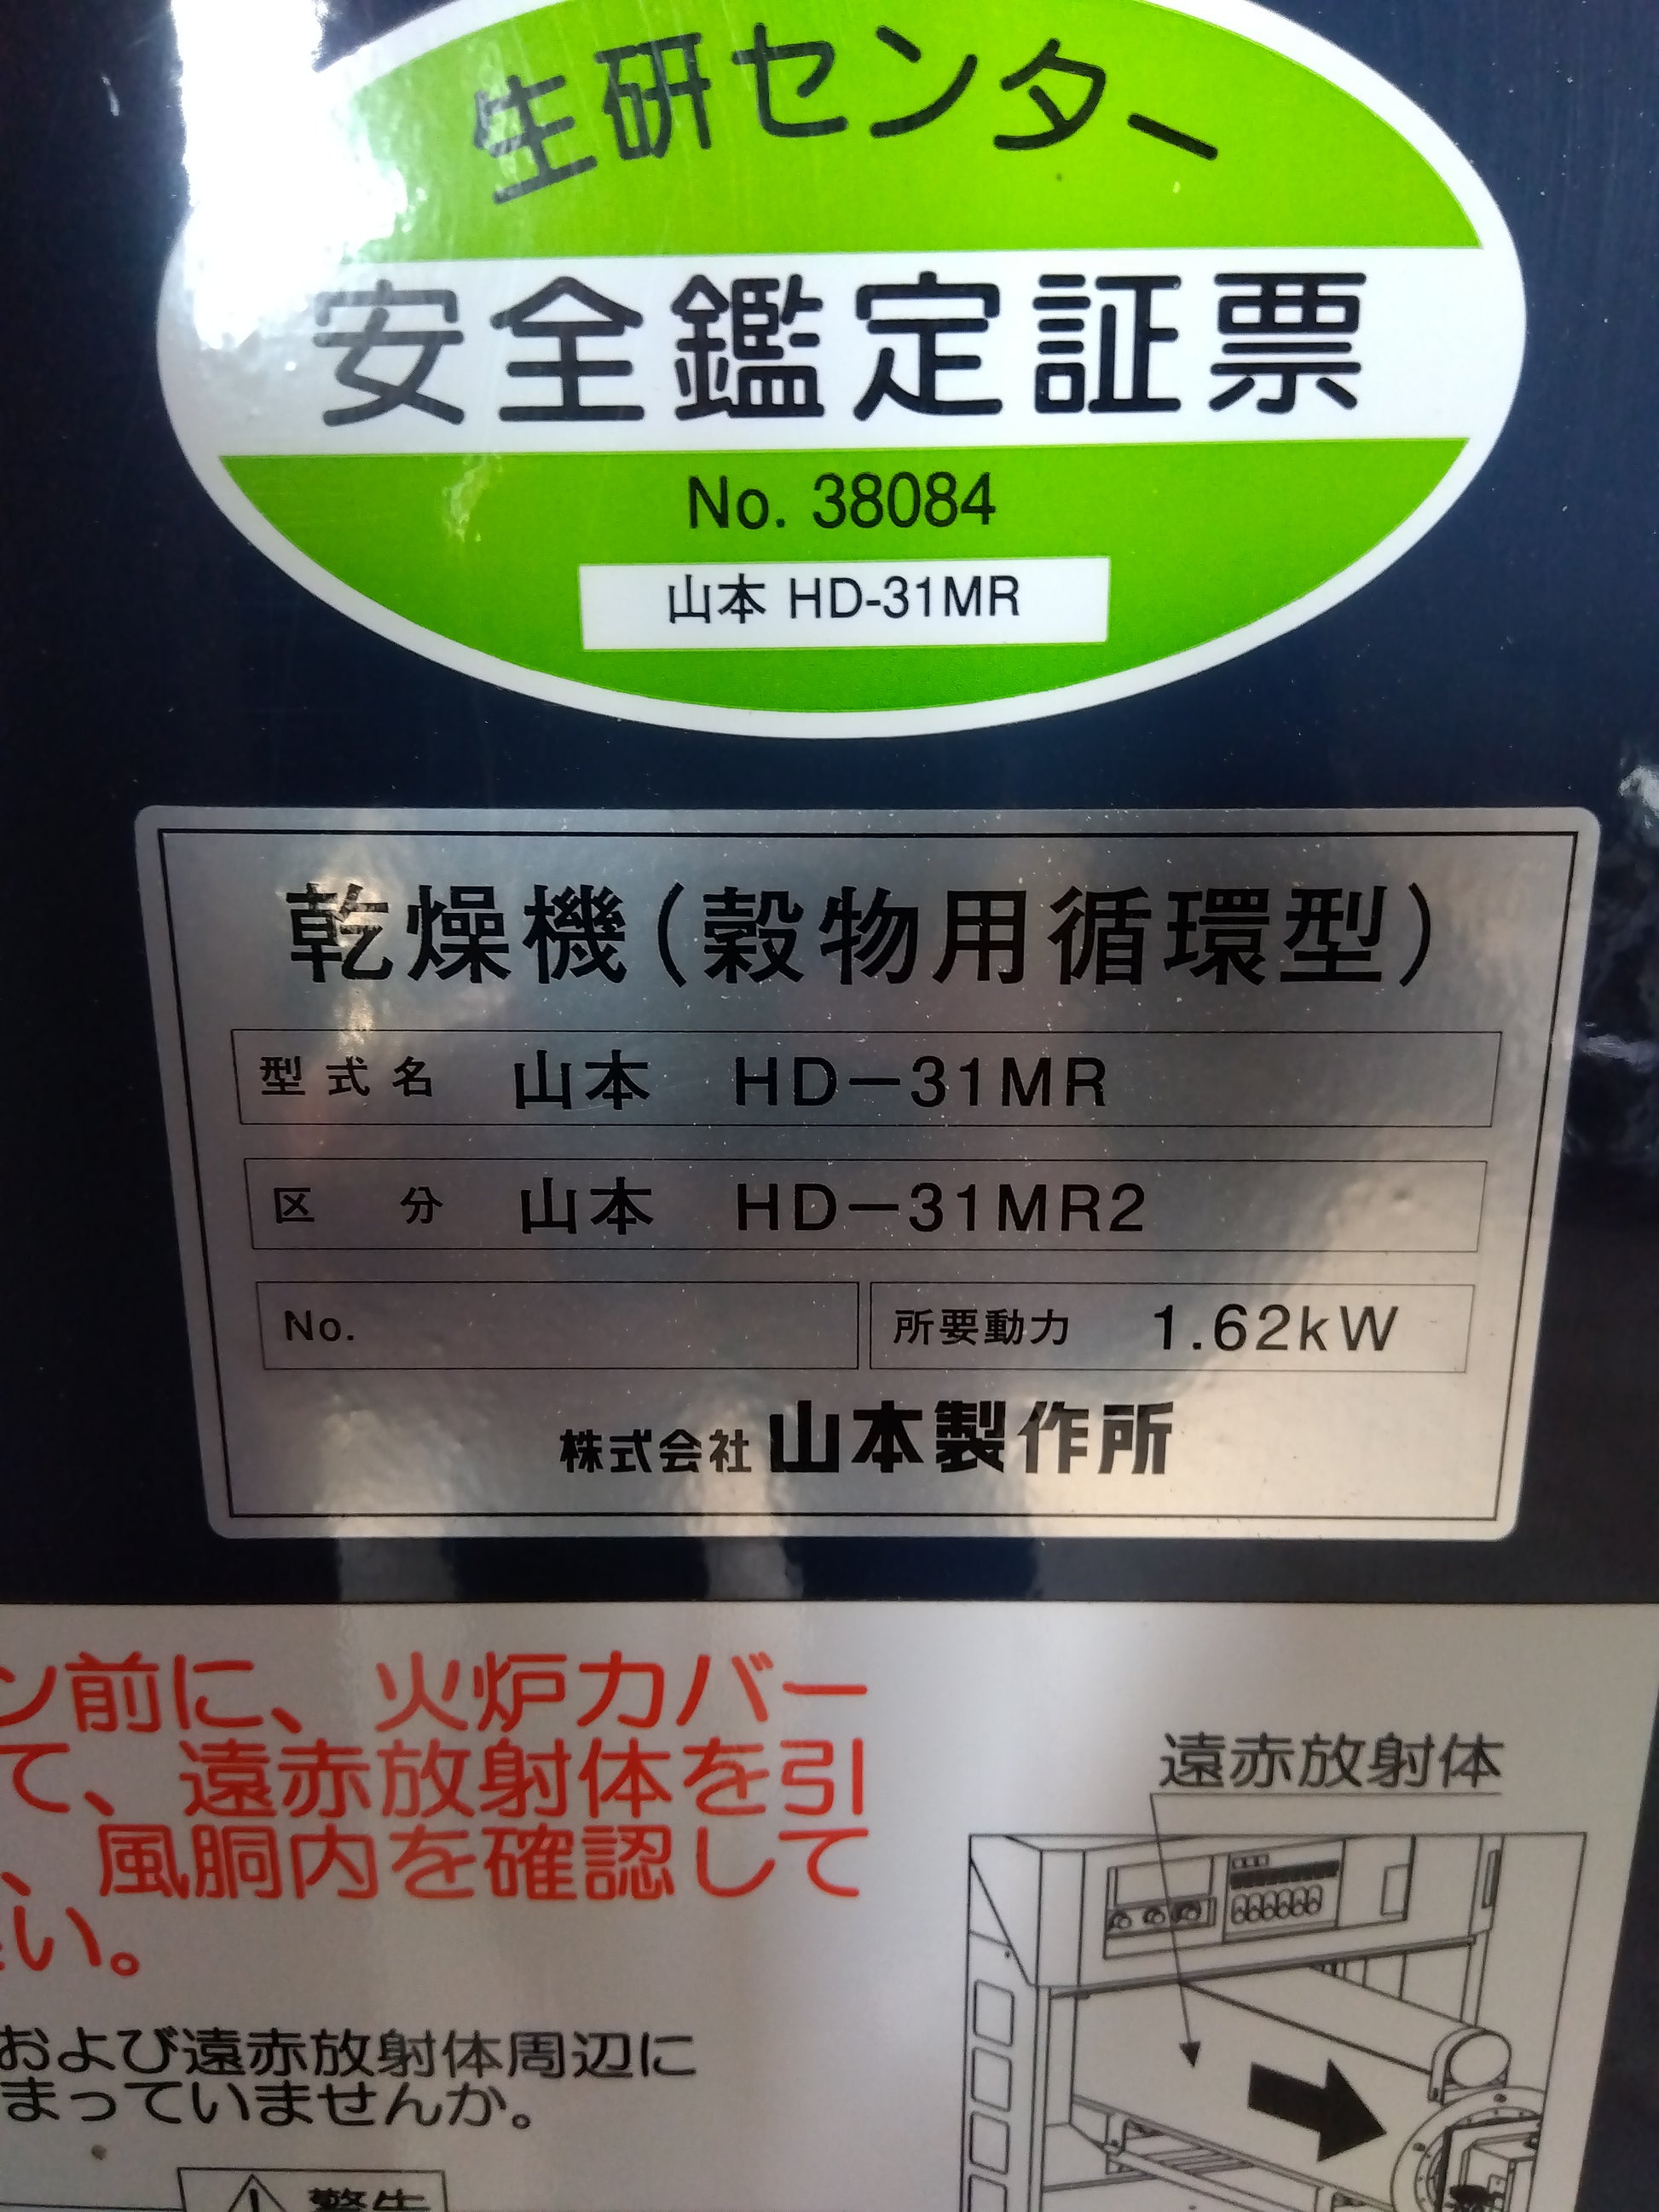 生研センター
安全鑑定証票
No. 38084
山本 HD-31MR
乾燥機(穀物用循環型)
型式名 山本 HD-31MR
区分 山本 HD-31MR2
No.
所要動力 1.62kW
株式会社 山本製作所
ン前に、火炉カバー
て、遠赤放射体を引
、風胴内を確認して
い。
遠赤放射体
および遠赤放射体周辺に
まっていませんか。
警告